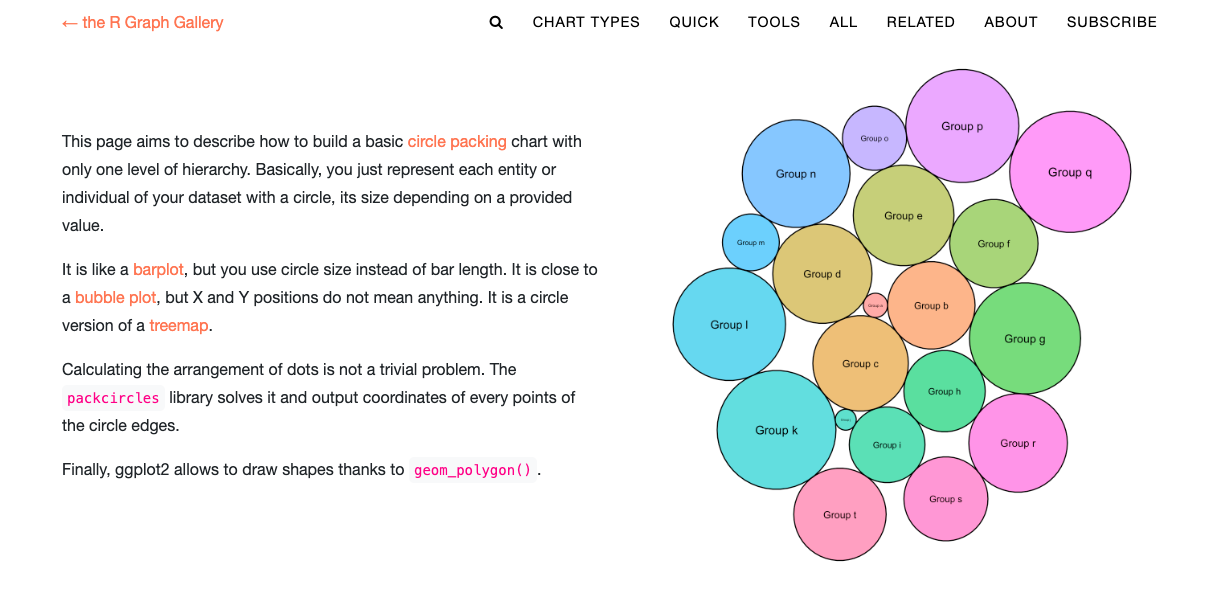 ← the R Graph Gallery
CHART TYPES QUICK TOOLS ALL RELATED ABOUT SUBSCRIBE
This page aims to describe how to build a basic circle packing chart with
only one level of hierarchy. Basically, you just represent each entity or
individual of your dataset with a circle, its size depending on a provided
value.
It is like a barplot, but you use circle size instead of bar length. It is close to
a bubble plot, but X and Y positions do not mean anything. It is a circle
version of a treemap.
Calculating the arrangement of dots is not a trivial problem. The
packcircles library solves it and output coordinates of every points of
the circle edges.
Finally, ggplot2 allows to draw shapes thanks to geom_polygon() .
Group p
Group o
Group n
Group q
Group e
Group m
Group f
Group d
Group b
Group l
Group g
Group c
Group h
Group k
Group i
Group r
Group s
Group t